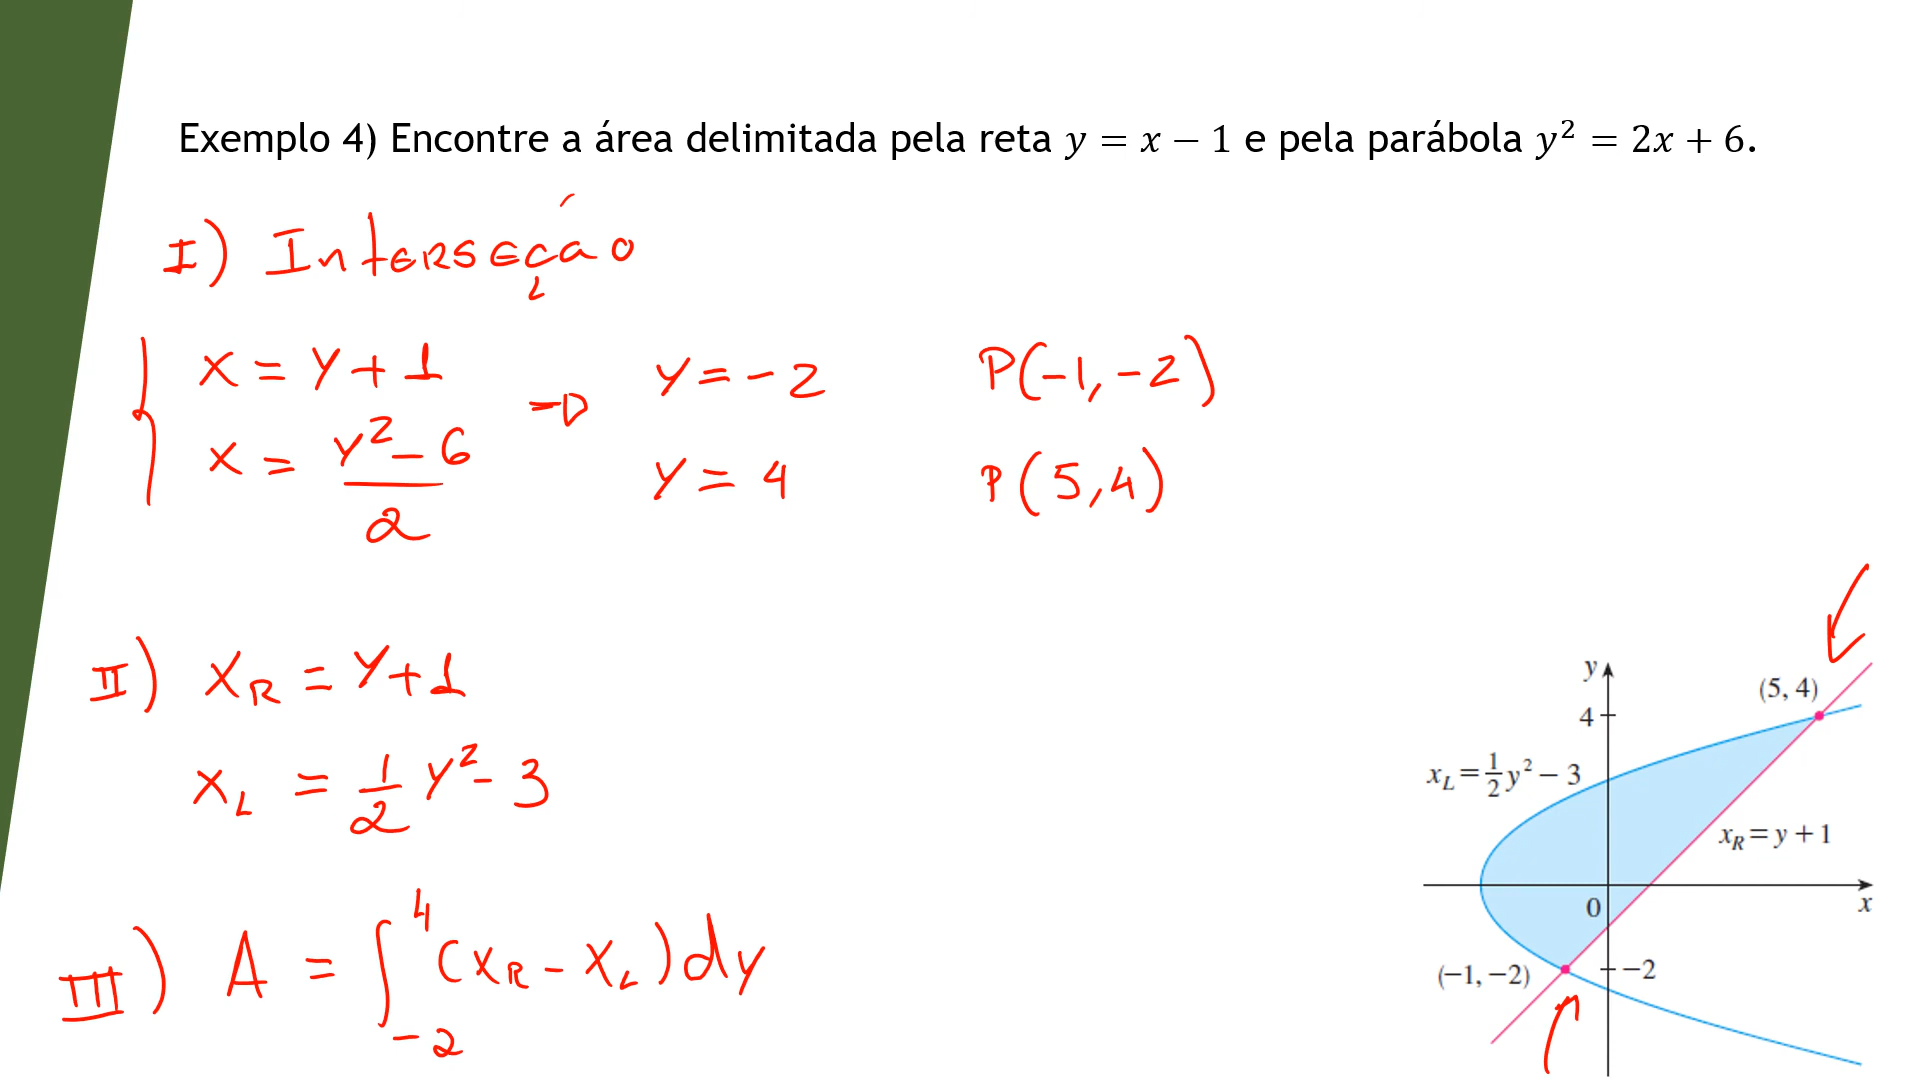 Exemplo 4) Encontre a área delimitada pela reta y = x − 1 e pela parábola y² = 2x + 6.
I) Interseção
x = y + 1
x = (y² − 6)/2
⇒ y = −2 P(−1, −2)
y = 4 P(5, 4)
II) x_R = y + 1
x_L = 1/2 y² − 3
III) A = ∫_{−2}^{4} (x_R − x_L) dy
y
(5, 4)
4
x_L = 1/2 y² − 3
x_R = y + 1
0
x
(−1, −2)
−2